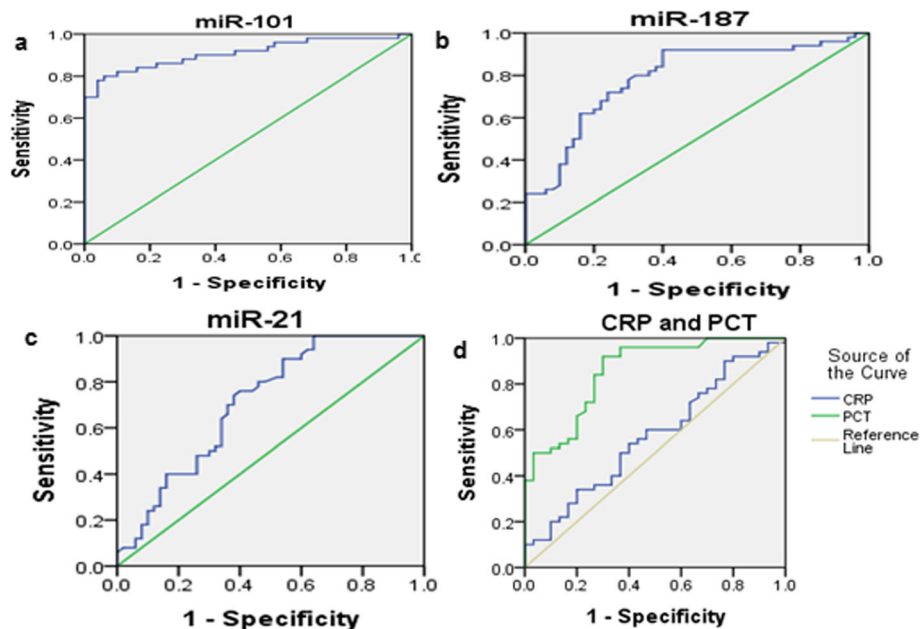 miR-101
a
1.0
0.8
0.6
0.4
0.2
0.0
Sensitivity
0.0 0.2 0.4 0.6 0.8 1.0
1 - Specificity
miR-187
b
1.0
0.8
0.6
0.4
0.2
0.0
Sensitivity
0.0 0.2 0.4 0.6 0.8 1.0
1 - Specificity
miR-21
c
1.0
0.8
0.6
0.4
0.2
0.0
Sensitivity
0.0 0.2 0.4 0.6 0.8 1.0
1 - Specificity
CRP and PCT
d
1.0
0.8
0.6
0.4
0.2
0.0
Sensitivity
0.0 0.2 0.4 0.6 0.8 1.0
1 - Specificity
Source of
the Curve
CRP
PCT
Reference
Line